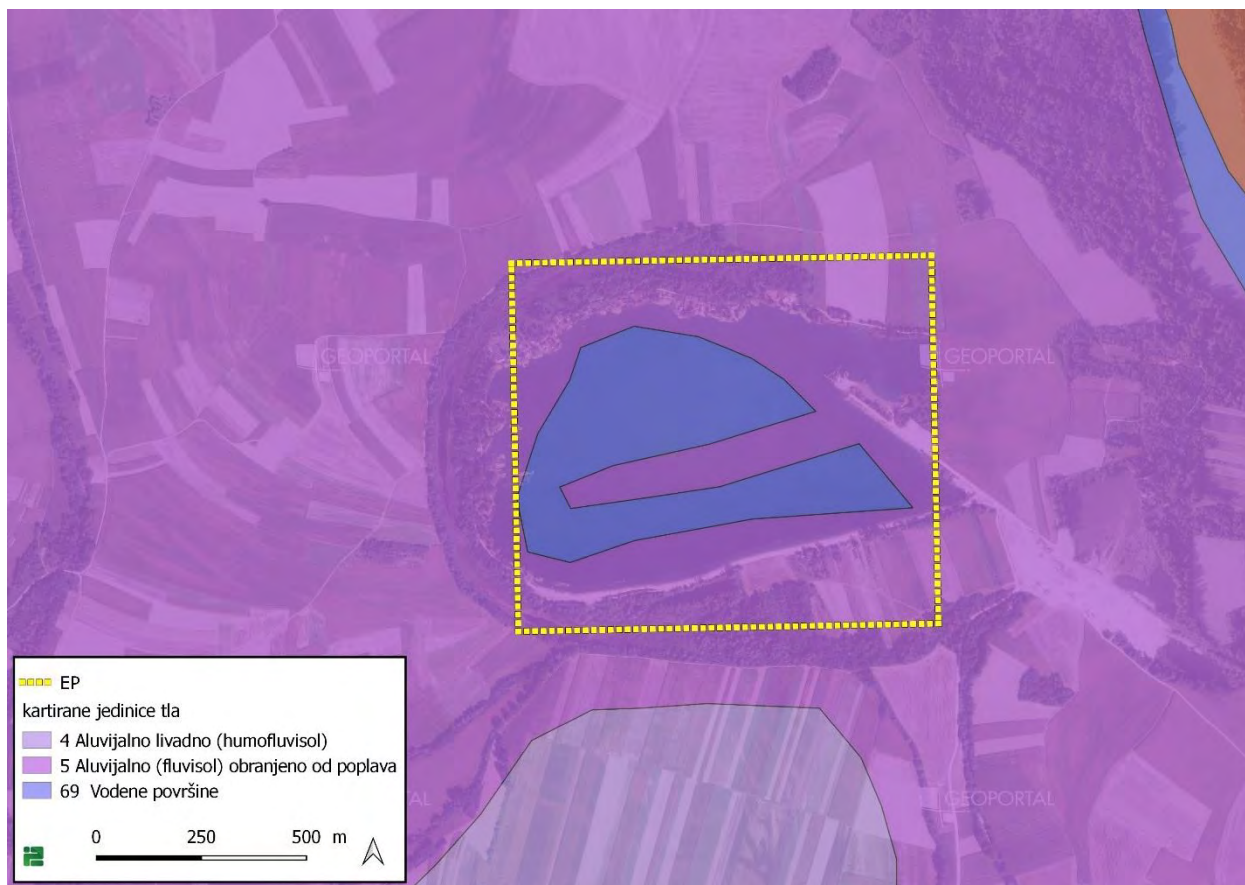 GEOPORTAL
GEOPORTAL
EP
kartirane jedinice tla
4 Aluvijalno livadno (humofluvisol)
5 Aluvijalno (fluvisol) obranjeno od poplava
69 Vodene površine
0 250 500 m
GEOPORTAL